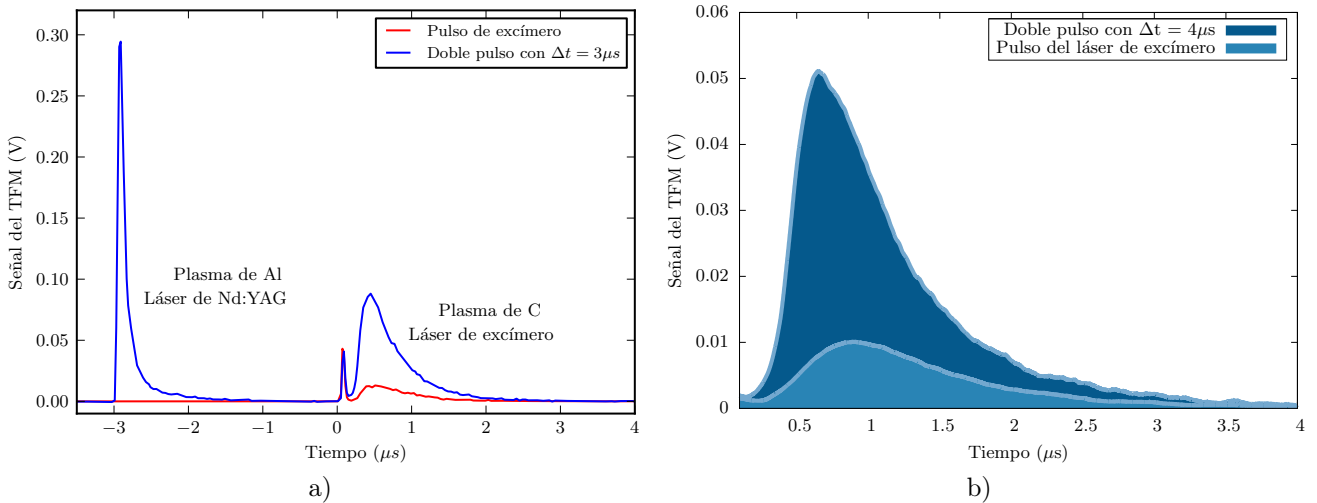 0.30
0.25
0.20
0.15
0.10
0.05
0.00
Señal del TFM (V)
Pulso de excímero
Doble pulso con Δt = 3μs
Plasma de Al
Láser de Nd:YAG
Plasma de C
Láser de excímero
−3 −2 −1 0 1 2 3 4
Tiempo (μs)
a)
0.06
0.05
0.04
0.03
0.02
0.01
0
Señal del TFM (V)
Doble pulso con Δt = 4μs
Pulso del láser de excímero
0.5 1 1.5 2 2.5 3 3.5 4
Tiempo (μs)
b)